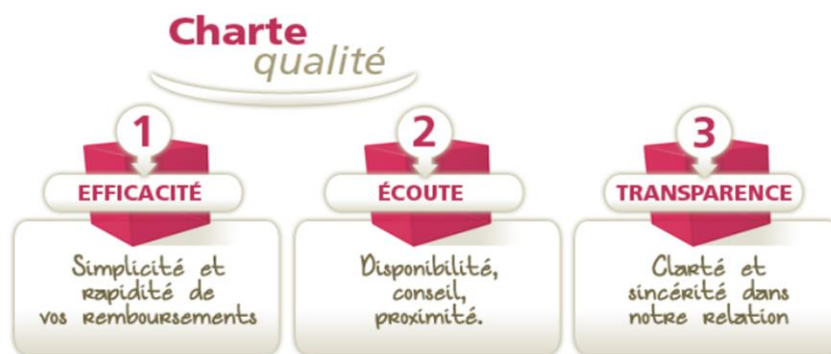 Charte
qualité
1
EFFICACITÉ
Simplicité et
rapidité de
vos remboursements
2
ÉCOUTE
Disponibilité,
conseil,
proximité.
3
TRANSPARENCE
Clarté et
sincérité dans
notre relation